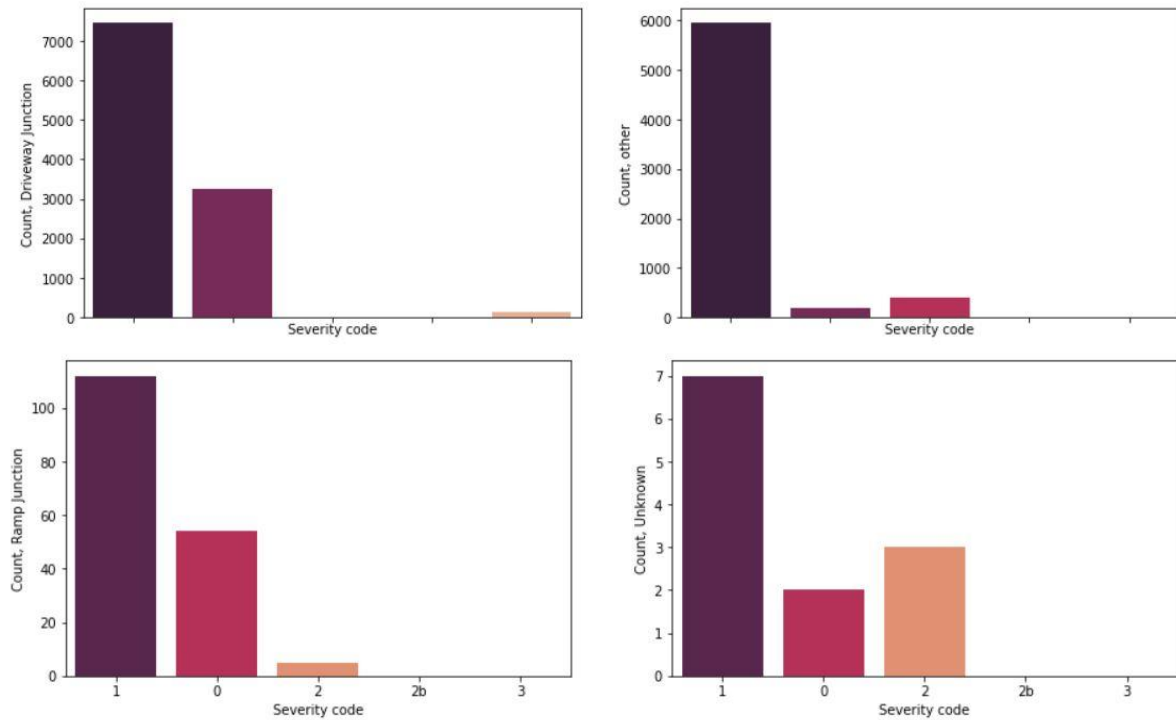 Count, Driveway Junction
7000
6000
5000
4000
3000
2000
1000
0
Severity code
Count, other
6000
5000
4000
3000
2000
1000
0
Severity code
Count, Ramp Junction
100
80
60
40
20
0
1 0 2 2b 3
Severity code
Count, Unknown
7
6
5
4
3
2
1
0
1 0 2 2b 3
Severity code